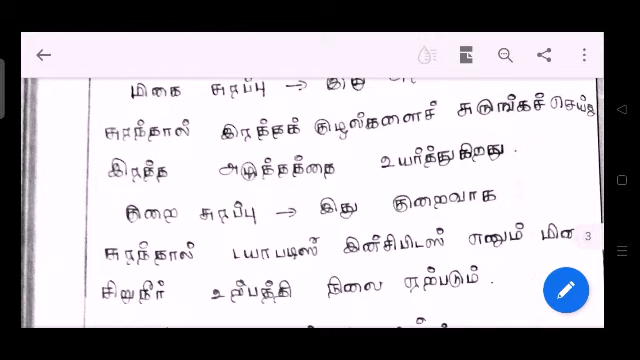 மிகை சுரப்பு → இது
சுரந்தால் இரத்தக் குழல்களைச் சுருங்கச் செய்து
இரத்த அழுத்தத்தை உயர்த்துகிறது.
குறை சுரப்பு → இது குறைவாக
சுரந்தால் டயாபடிஸ் இன்சிபிடஸ் எனும் மிகை
3
சிறுநீர் உற்பத்தி நிலை ஏற்படும்.